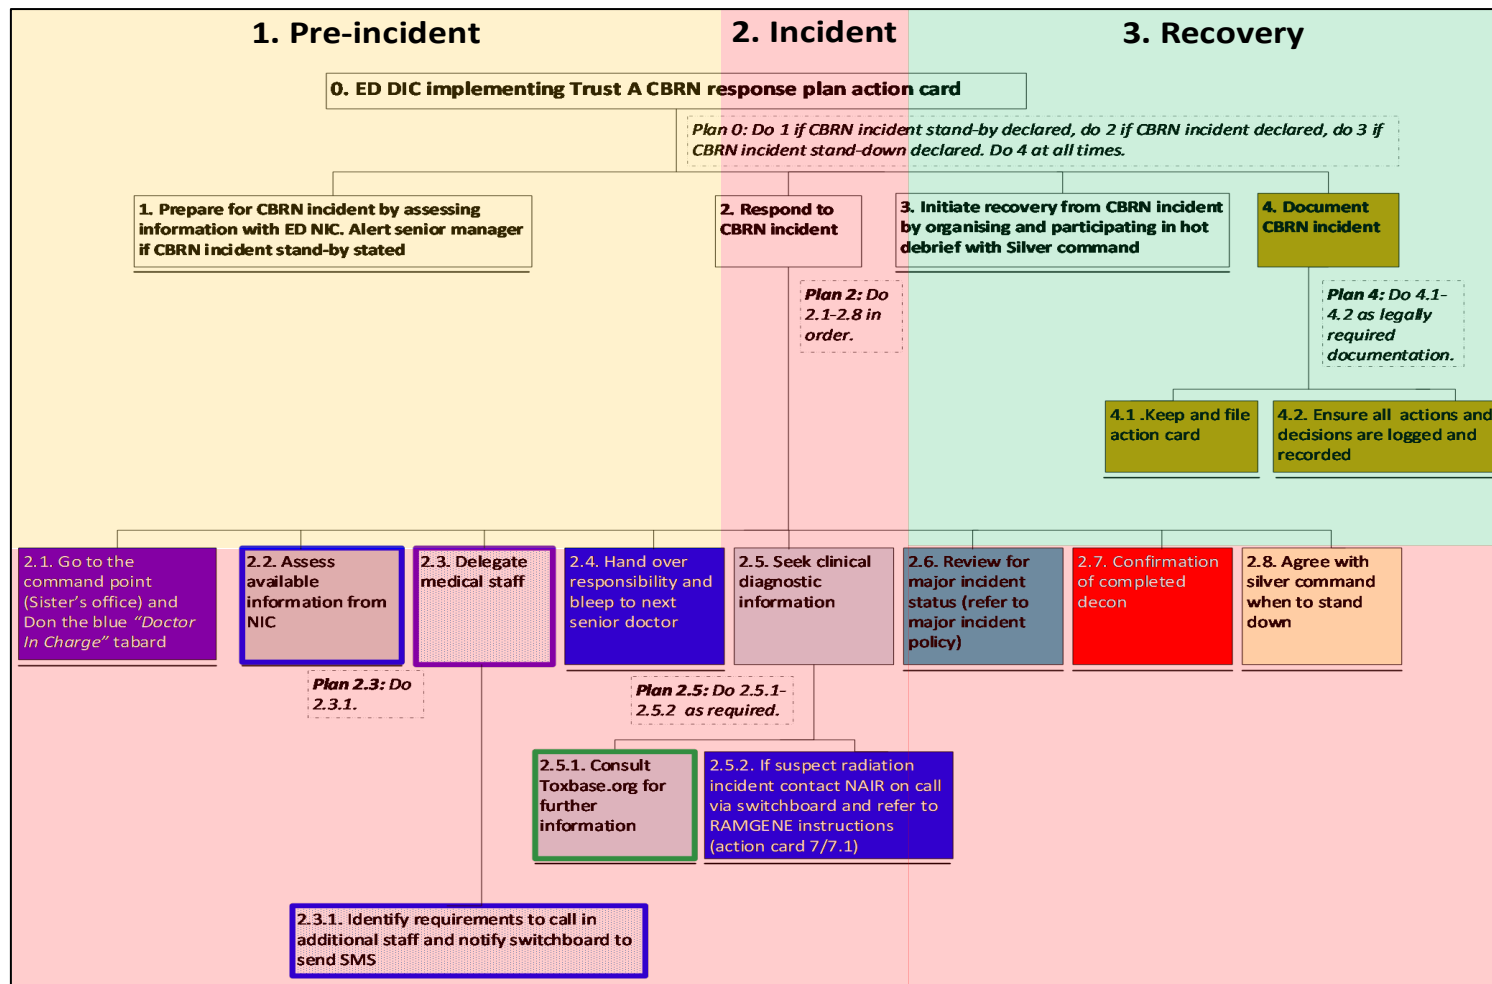 1. Pre-incident
2. Incident
3. Recovery
0. ED DIC implementing Trust A CBRN response plan action card
Plan 0: Do 1 if CBRN incident stand-by declared, do 2 if CBRN incident declared, do 3 if
CBRN incident stand-down declared. Do 4 at all times.
1. Prepare for CBRN incident by assessing
information with ED NIC. Alert senior manager
if CBRN incident stand-by stated
2. Respond to
CBRN incident
3. Initiate recovery from CBRN incident
by organising and participating in hot
debrief with Silver command
4. Document
CBRN incident
Plan 2: Do
2.1-2.8 in
order.
Plan 4: Do 4.1-
4.2 as legally
required
documentation.
4.1 .Keep and file
action card
4.2. Ensure all actions and
decisions are logged and
recorded
2.1. Go to the
command point
(Sister's office) and
Don the blue "Doctor
In Charge" tabard
2.2. Assess
available
information from
NIC
2.3. Delegate
medical staff
2.4. Hand over
responsibility and
bleep to next
senior doctor
2.5. Seek clinical
diagnostic
information
2.6. Review for
major incident
status (refer to
major incident
policy)
2.7. Confirmation
of completed
decon
2.8. Agree with
silver command
when to stand
down
Plan 2.3: Do
2.3.1.
Plan 2.5: Do 2.5.1-
2.5.2 as required.
2.5.1. Consult
Toxbase.org for
further
information
2.5.2. If suspect radiation
incident contact NAIR on call
via switchboard and refer to
RAMGENE instructions
(action card 7/7.1)
2.3.1. Identify requirements to call in
additional staff and notify switchboard to
send SMS